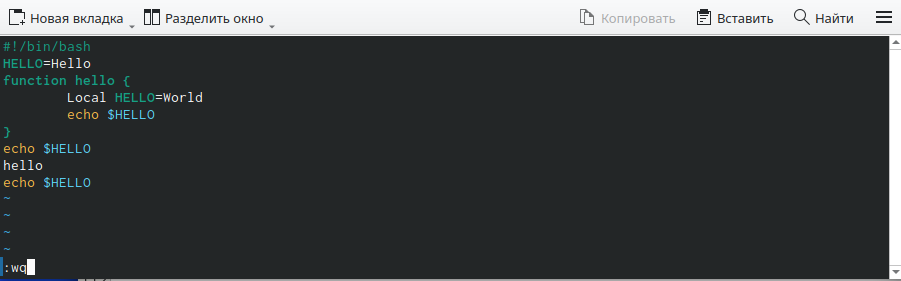 Новая вкладка Разделить окно Копировать Вставить Найти
#!/bin/bash
HELLO=Hello
function hello {
        Local HELLO=World
        echo $HELLO
}
echo $HELLO
hello
echo $HELLO
~
~
~
~
:wq